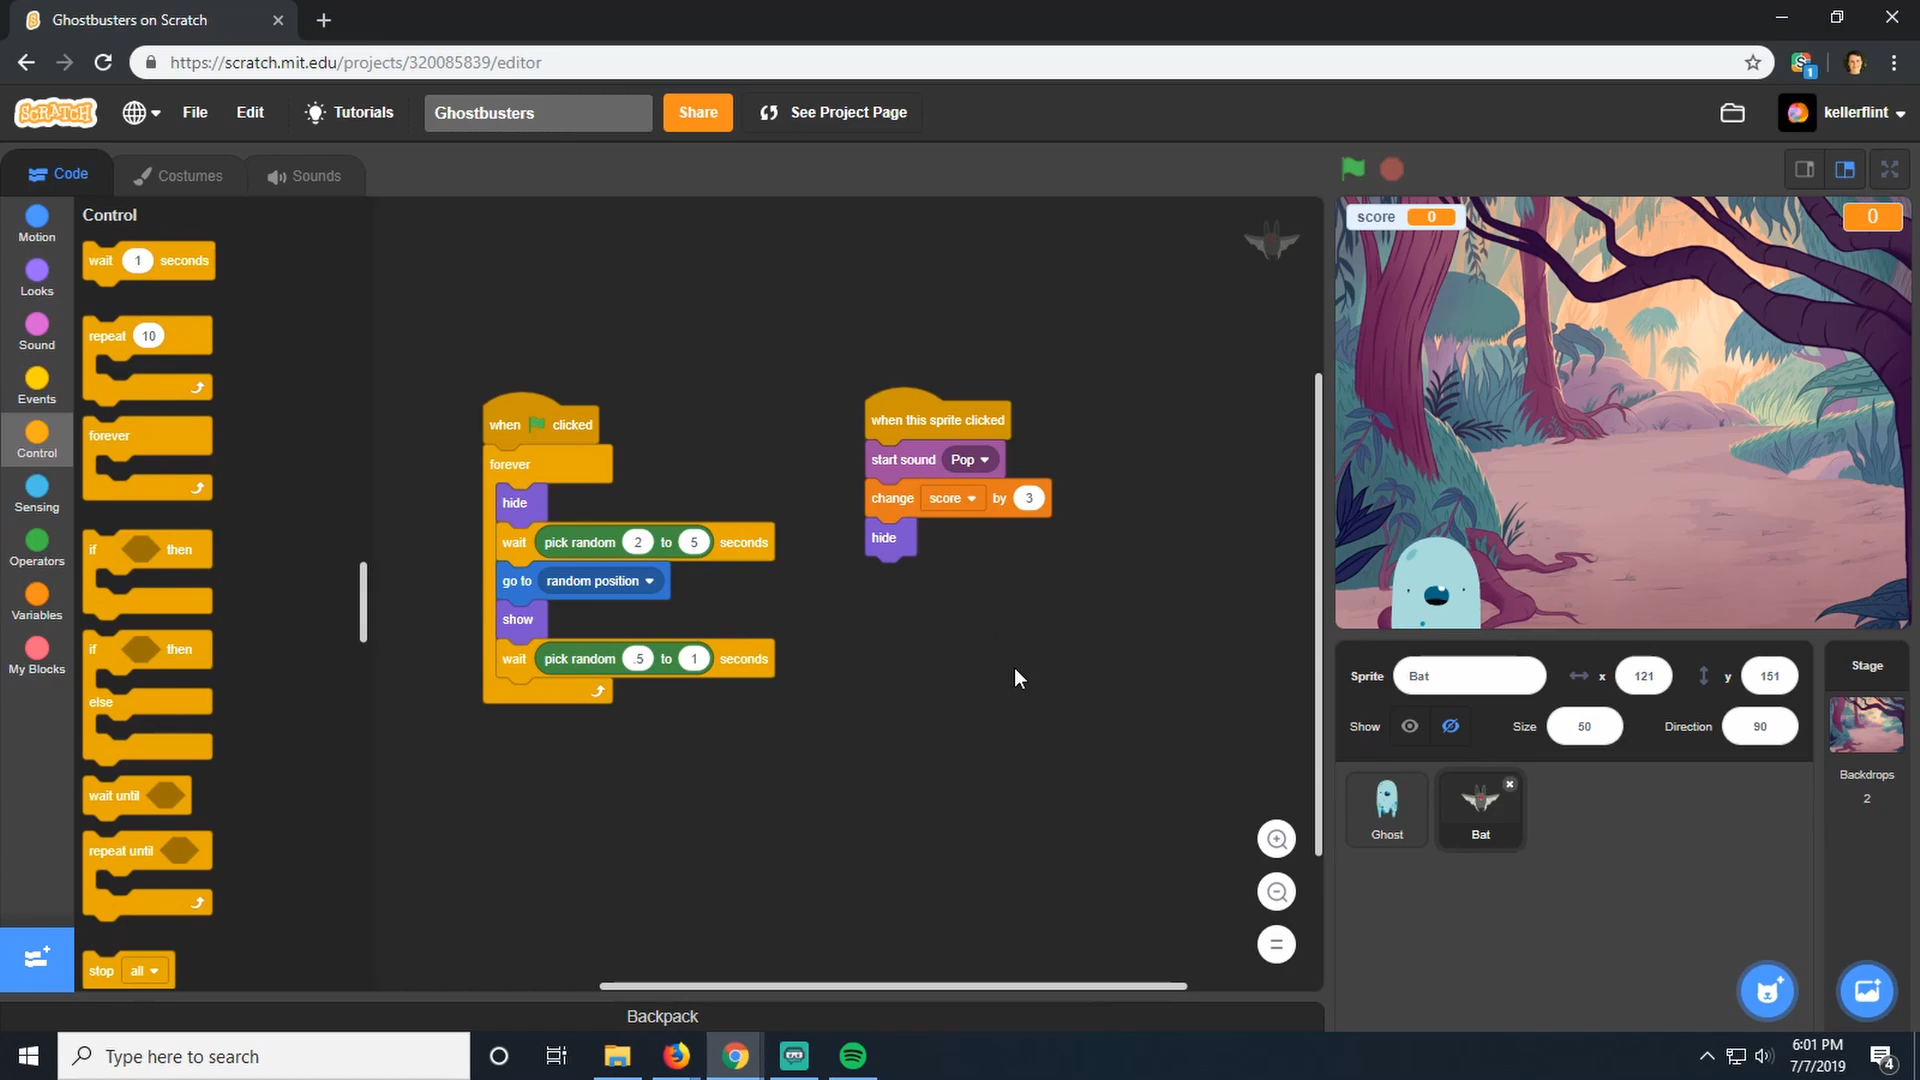 Ghostbusters on Scratch
https://scratch.mit.edu/projects/320085839/editor
1
SCRATCH
File
Edit
Tutorials
Ghostbusters
Share
See Project Page
kellerflint
Code
Costumes
Sounds
Motion
Looks
Sound
Events
Control
Sensing
Operators
Variables
My Blocks
Control
wait 1 seconds
repeat 10
forever
if then
if then
else
wait until
repeat until
stop all
when clicked
forever
hide
wait pick random 2 to 5 seconds
go to random position
show
wait pick random .5 to 1 seconds
when this sprite clicked
start sound Pop
change score by 3
hide
score 0
0
Sprite Bat x 121 y 151
Show Size 50 Direction 90
Ghost
Bat
Stage
Backdrops
2
Backpack
Type here to search
6:01 PM
7/7/2019
4